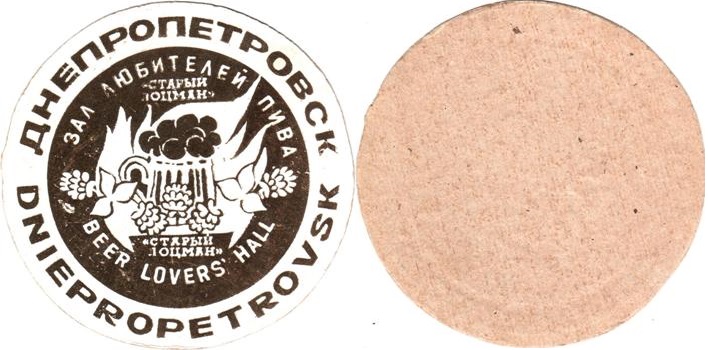 ДНЕПРОПЕТРОВСК
ЗАЛ ЛЮБИТЕЛЕЙ ПИВА
«СТАРЫЙ
ЛОЦМАН»
«СТАРЫЙ
ЛОЦМАН»
BEER LOVERS' HALL
DNIEPROPETROVSK